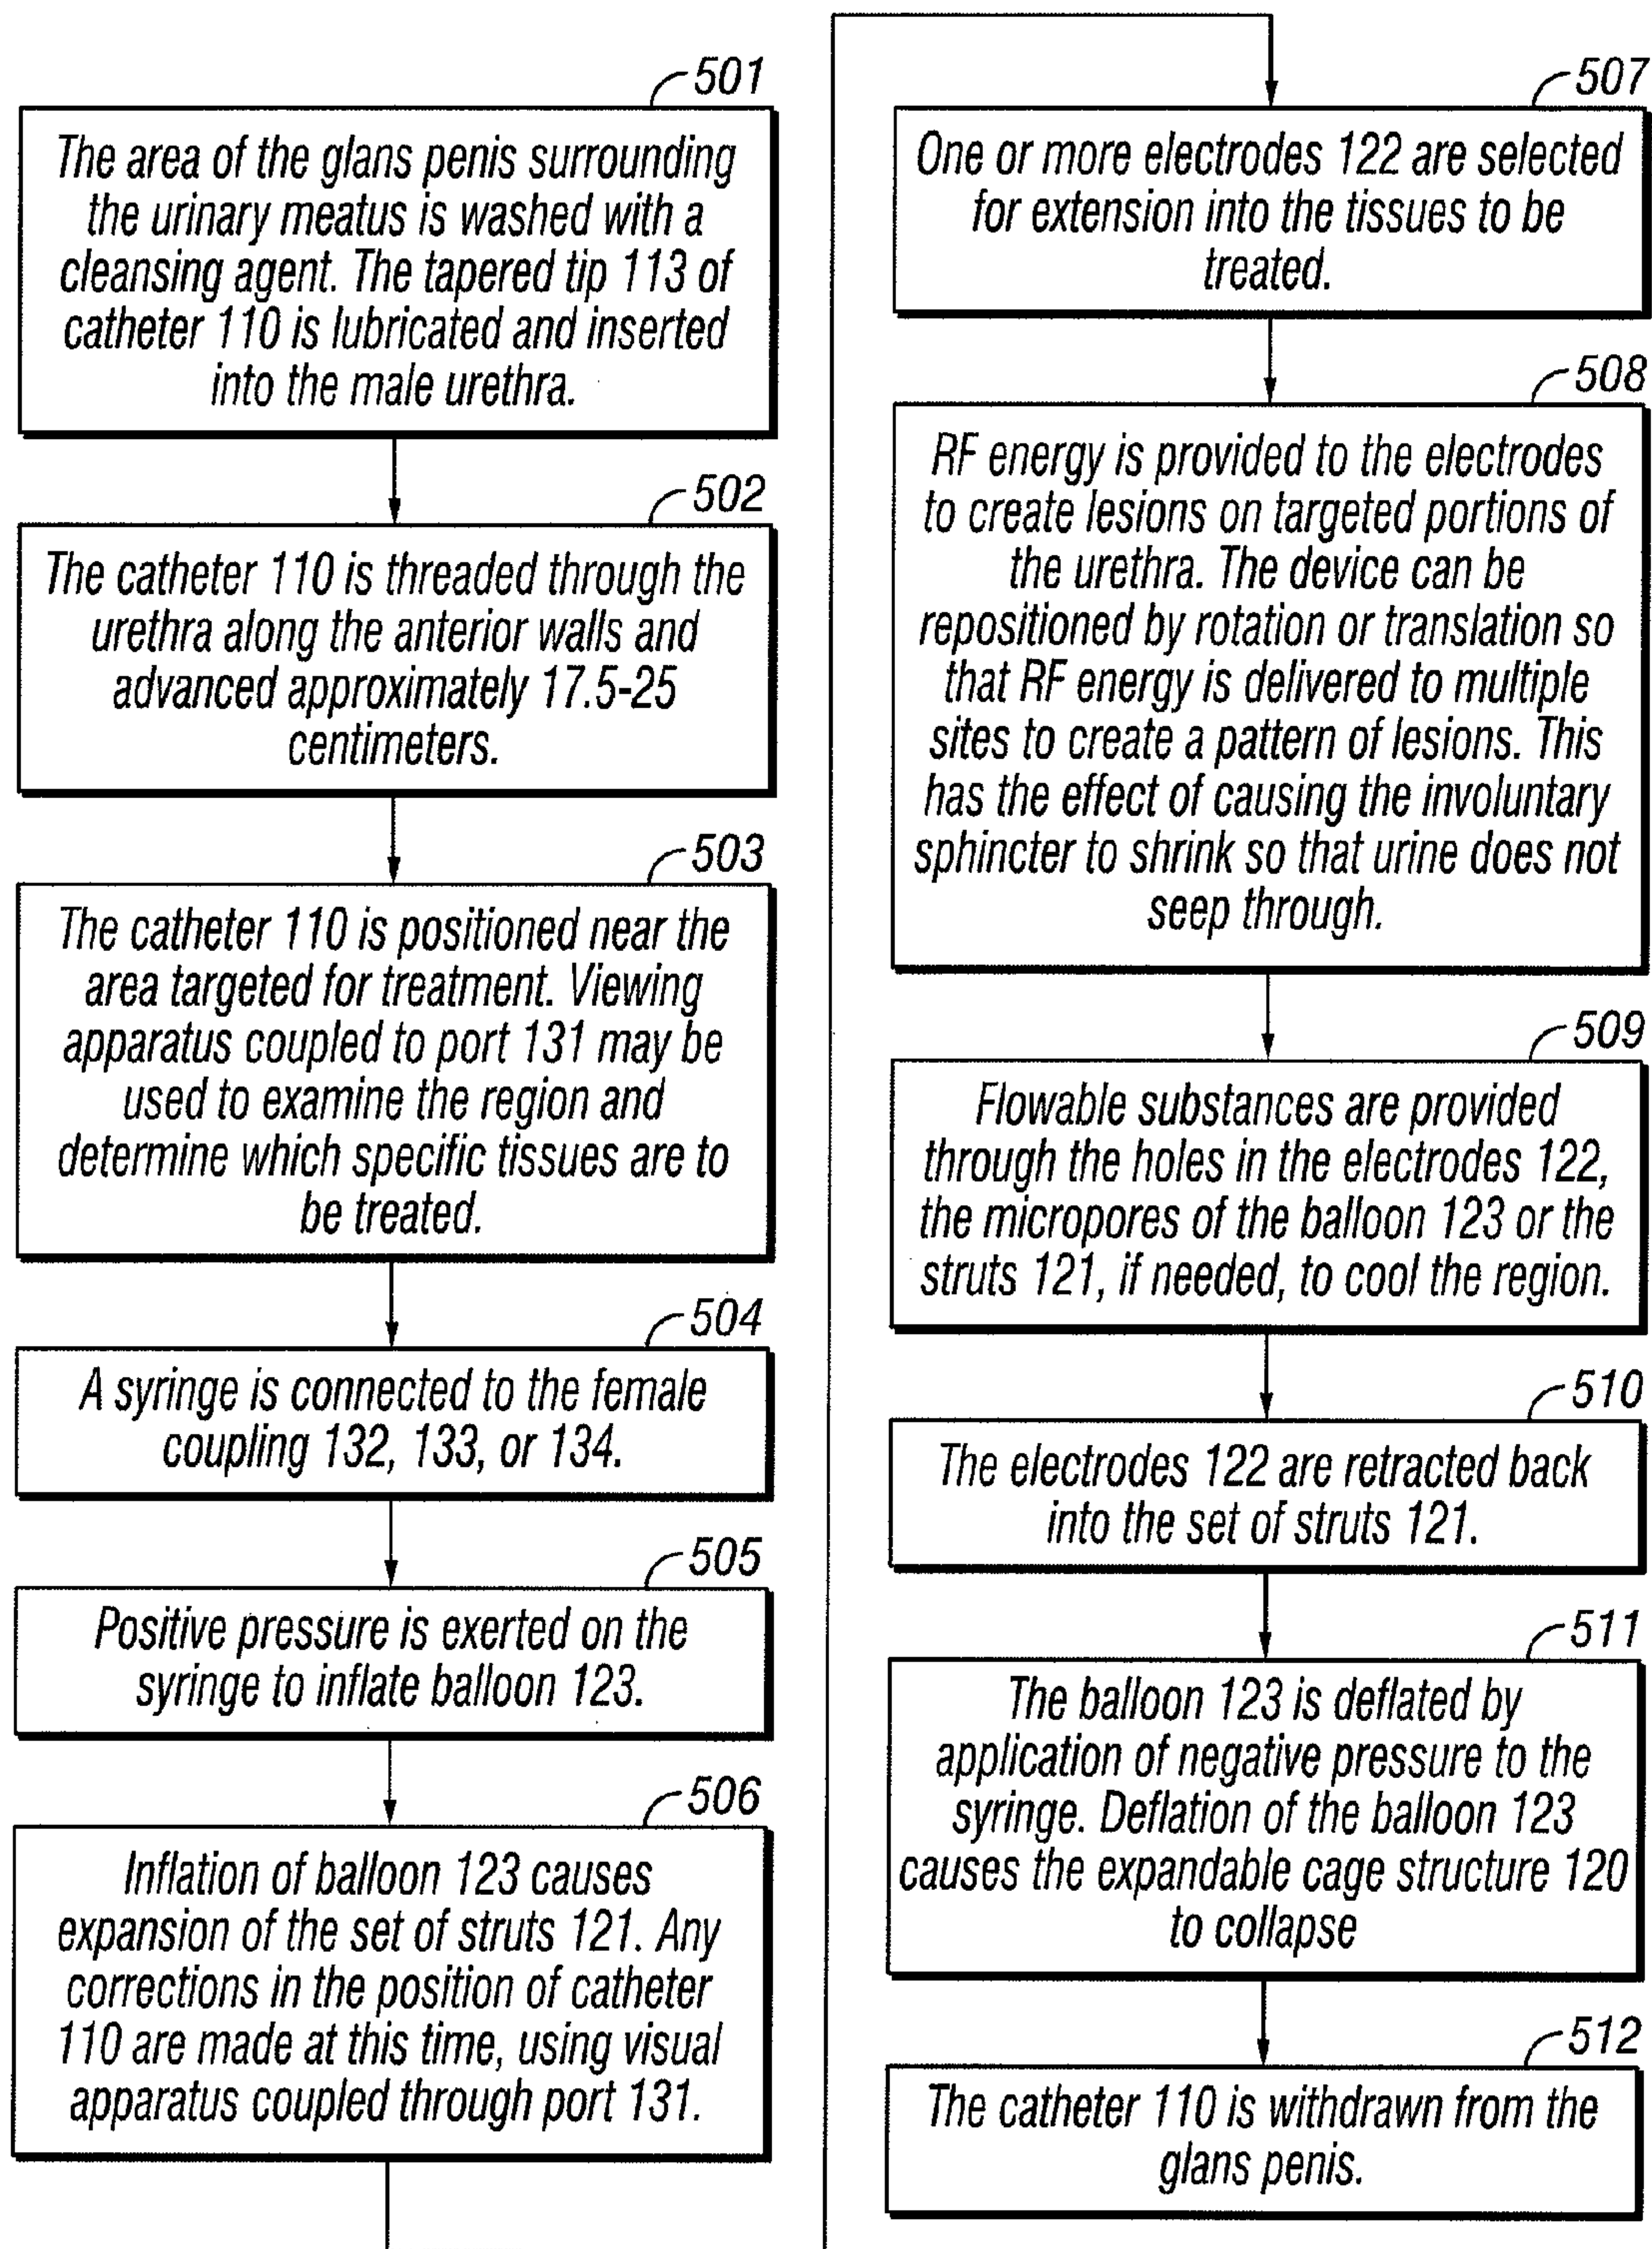 501
The area of the glans penis surrounding
the urinary meatus is washed with a
cleansing agent. The tapered tip 113 of
catheter 110 is lubricated and inserted
into the male urethra.
502
The catheter 110 is threaded through the
urethra along the anterior walls and
advanced approximately 17.5-25
centimeters.
503
The catheter 110 is positioned near the
area targeted for treatment. Viewing
apparatus coupled to port 131 may be
used to examine the region and
determine which specific tissues are to
be treated.
504
A syringe is connected to the female
coupling 132, 133, or 134.
505
Positive pressure is exerted on the
syringe to inflate balloon 123.
506
Inflation of balloon 123 causes
expansion of the set of struts 121. Any
corrections in the position of catheter
110 are made at this time, using visual
apparatus coupled through port 131.
507
One or more electrodes 122 are selected
for extension into the tissues to be
treated.
508
RF energy is provided to the electrodes
to create lesions on targeted portions of
the urethra. The device can be
repositioned by rotation or translation so
that RF energy is delivered to multiple
sites to create a pattern of lesions. This
has the effect of causing the involuntary
sphincter to shrink so that urine does not
seep through.
509
Flowable substances are provided
through the holes in the electrodes 122,
the micropores of the balloon 123 or the
struts 121, if needed, to cool the region.
510
The electrodes 122 are retracted back
into the set of struts 121.
511
The balloon 123 is deflated by
application of negative pressure to the
syringe. Deflation of the balloon 123
causes the expandable cage structure 120
to collapse
512
The catheter 110 is withdrawn from the
glans penis.